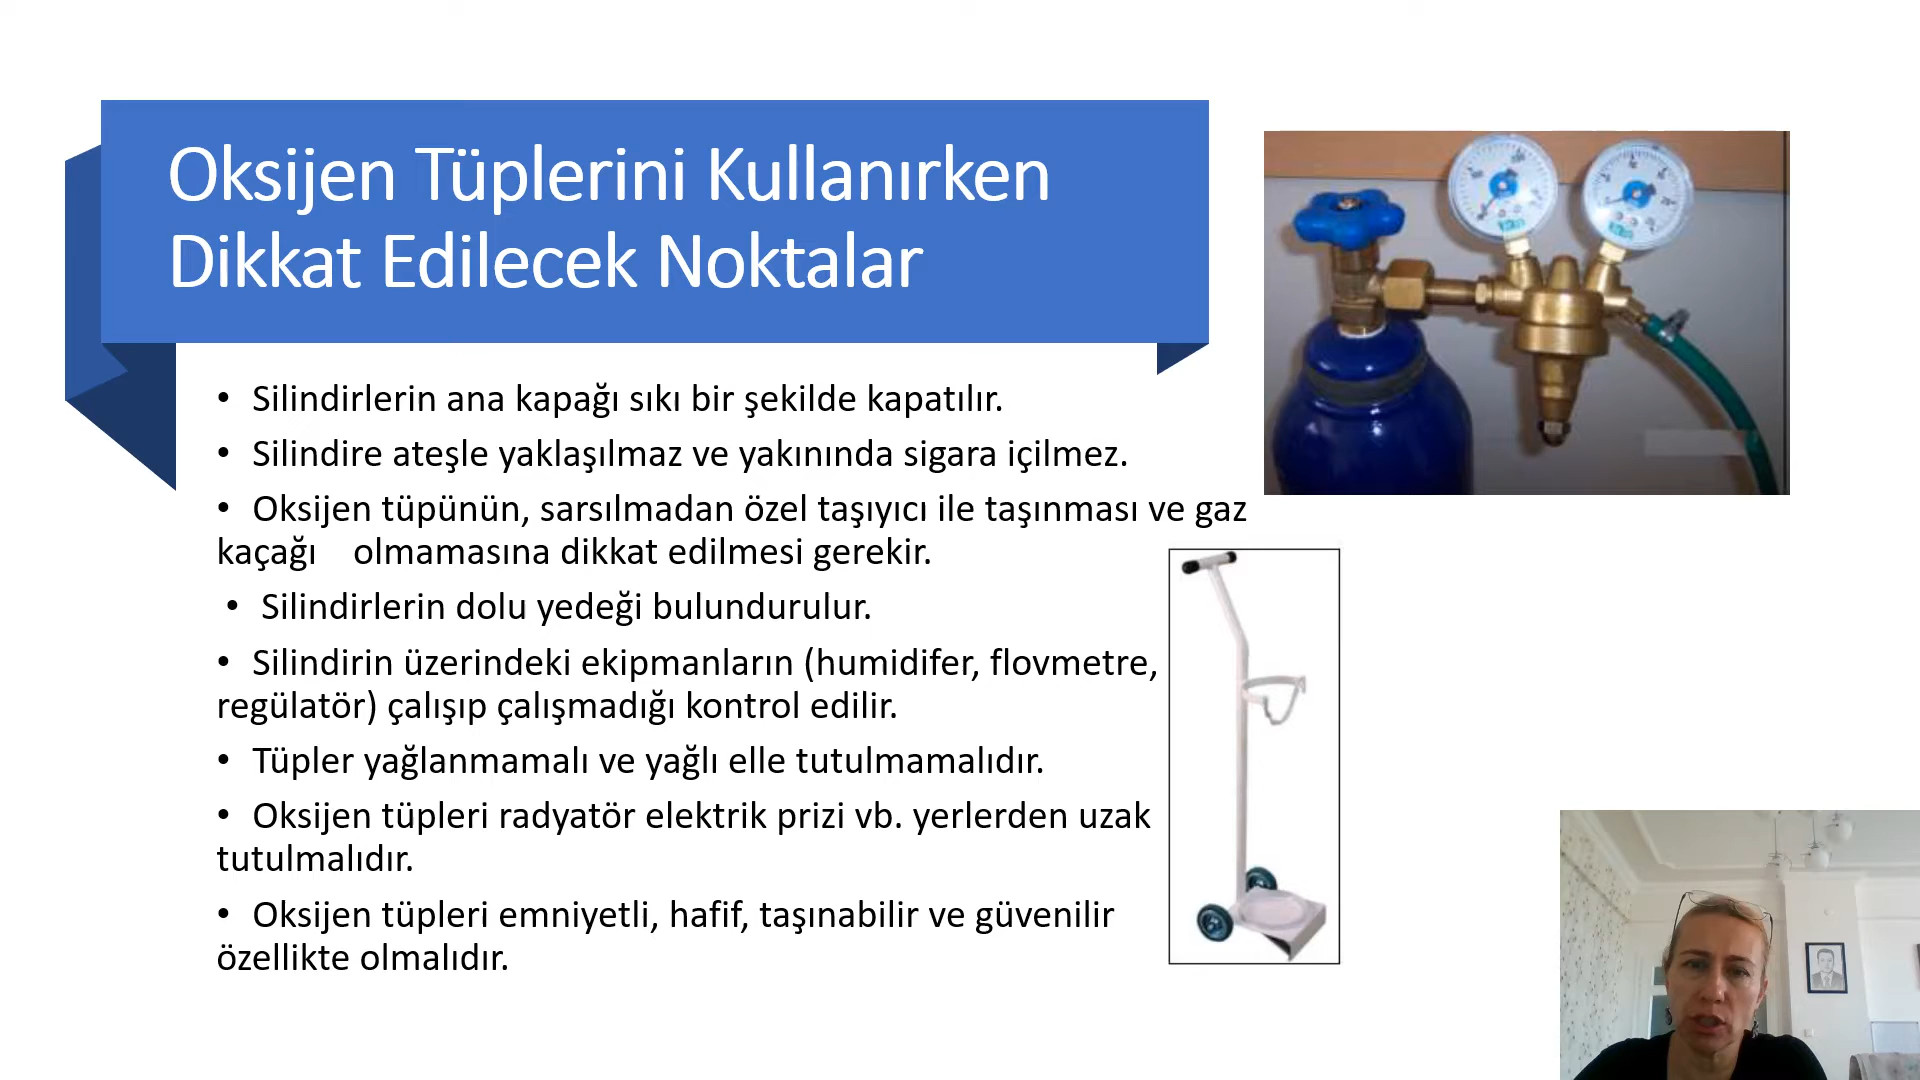 Oksijen Tüplerini Kullanırken
Dikkat Edilecek Noktalar
• Silindirlerin ana kapağı sıkı bir şekilde kapatılır.
• Silindire ateşle yaklaşılmaz ve yakınında sigara içilmez.
• Oksijen tüpünün, sarsılmadan özel taşıyıcı ile taşınması ve gaz
kaçağı olmamasına dikkat edilmesi gerekir.
• Silindirlerin dolu yedeği bulundurulur.
• Silindirin üzerindeki ekipmanların (humidifer, flovmetre,
regülatör) çalışıp çalışmadığı kontrol edilir.
• Tüpler yağlanmamalı ve yağlı elle tutulmamalıdır.
• Oksijen tüpleri radyatör elektrik prizi vb. yerlerden uzak
tutulmalıdır.
• Oksijen tüpleri emniyetli, hafif, taşınabilir ve güvenilir
özellikte olmalıdır.